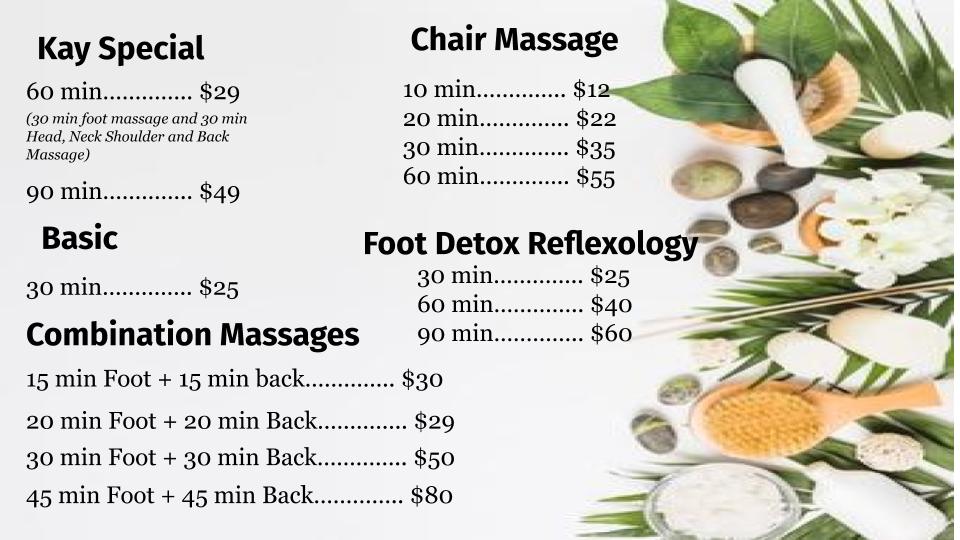 Kay Special
60 min.............. $29
(30 min foot massage and 30 min
Head, Neck Shoulder and Back
Massage)
90 min.............. $49
Basic
30 min.............. $25
Combination Massages
15 min Foot + 15 min back.............. $30
20 min Foot + 20 min Back.............. $29
30 min Foot + 30 min Back.............. $50
45 min Foot + 45 min Back.............. $80
Chair Massage
10 min.............. $12
20 min.............. $22
30 min.............. $35
60 min.............. $55
Foot Detox Reflexology
30 min.............. $25
60 min.............. $40
90 min.............. $60